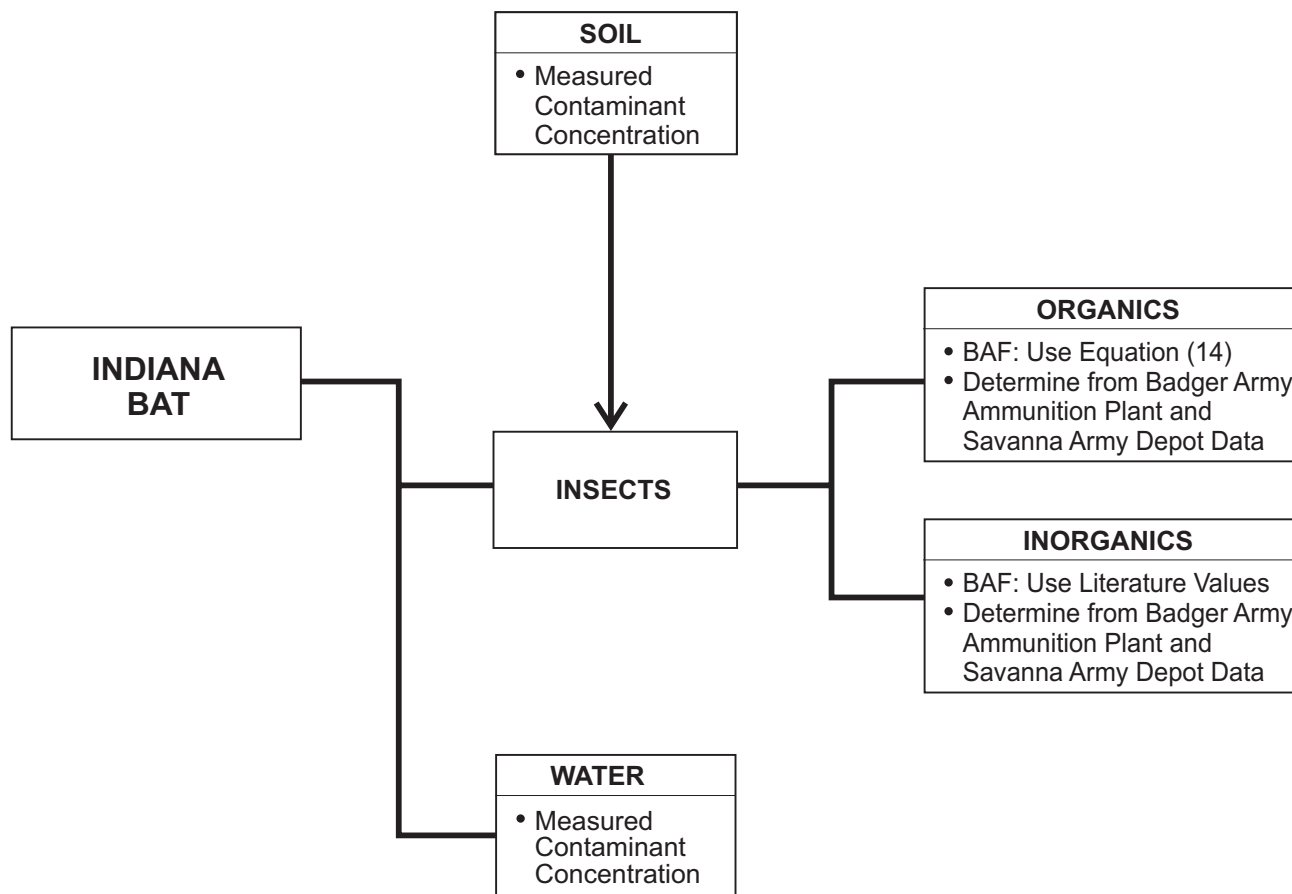 SOIL
• Measured
Contaminant
Concentration
INDIANA
BAT
INSECTS
ORGANICS
• BAF: Use Equation (14)
• Determine from Badger Army
Ammunition Plant and
Savanna Army Depot Data
INORGANICS
• BAF: Use Literature Values
• Determine from Badger Army
Ammunition Plant and
Savanna Army Depot Data
WATER
• Measured
Contaminant
Concentration